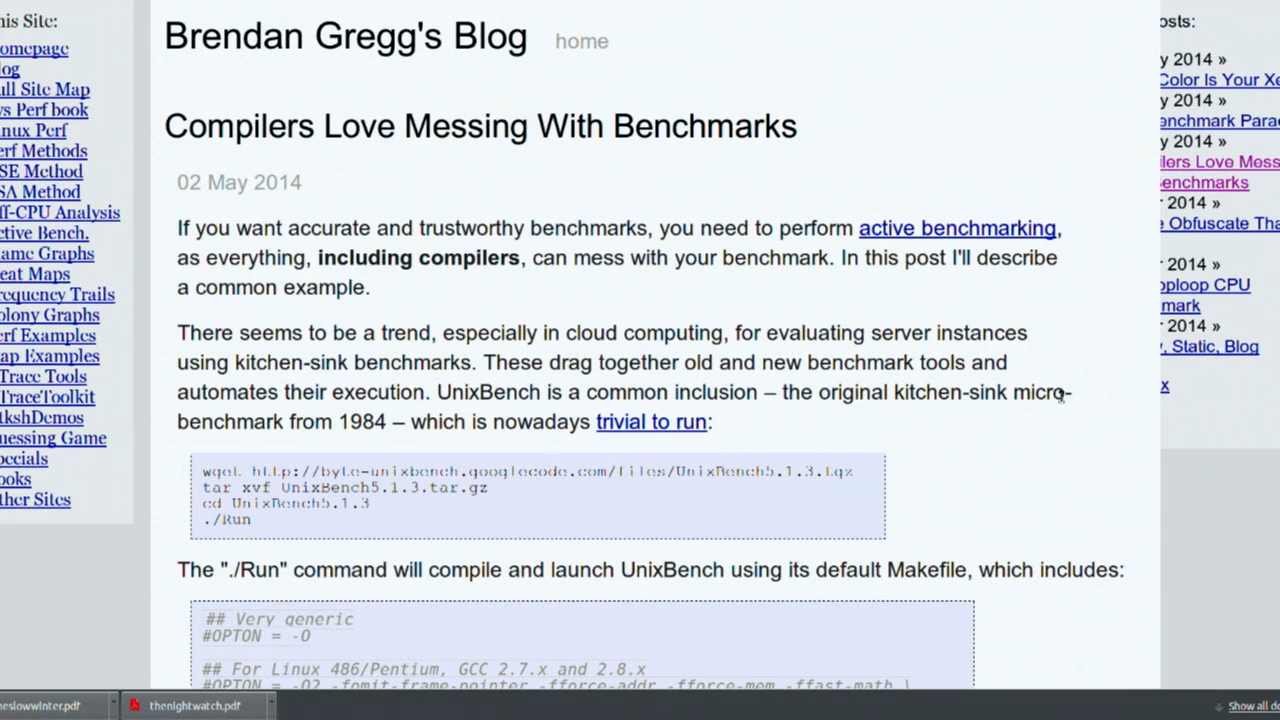 his Site:
omepage
log
ull Site Map
ys Perf book
inux Perf
erf Methods
SE Method
SA Method
ff-CPU Analysis
ctive Bench.
lame Graphs
eat Maps
requency Trails
olony Graphs
erf Examples
tap Examples
Trace Tools
TraceToolkit
tkshDemos
uessing Game
pecials
ooks
ther Sites
Brendan Gregg's Blog home
Compilers Love Messing With Benchmarks
02 May 2014
If you want accurate and trustworthy benchmarks, you need to perform active benchmarking,
as everything, including compilers, can mess with your benchmark. In this post I'll describe
a common example.
There seems to be a trend, especially in cloud computing, for evaluating server instances
using kitchen-sink benchmarks. These drag together old and new benchmark tools and
automates their execution. UnixBench is a common inclusion – the original kitchen-sink micro-
benchmark from 1984 – which is nowadays trivial to run:
wget http://byte-unixbench.googlecode.com/files/UnixBench5.1.3.tgz
tar xvf UnixBench5.1.3.tar.gz
cd UnixBench5.1.3
./Run
The "./Run" command will compile and launch UnixBench using its default Makefile, which includes:
## Very generic
#OPTON = -O
## For Linux 486/Pentium, GCC 2.7.x and 2.8.x
#OPTON = -O2 -fomit-frame-pointer -fforce-addr -fforce-mem -ffast-math \
osts:
y 2014 »
Color Is Your Xe
y 2014 »
enchmark Para
y 2014 »
ilers Love Mess
Benchmarks
r 2014 »
e Obfuscate Tha
r 2014 »
oploop CPU
mark
r 2014 »
, Static, Blog
x
heslowwinter.pdf
thenightwatch.pdf
Show all do